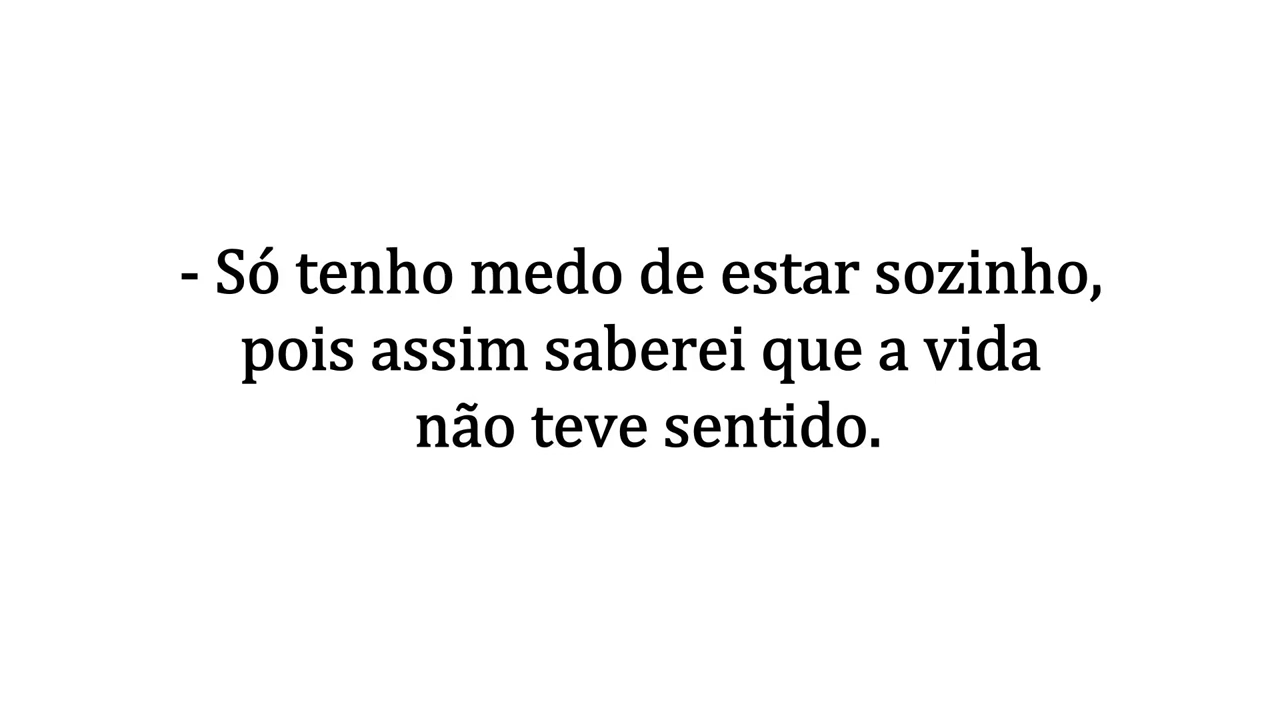 - Só tenho medo de estar sozinho,
pois assim saberei que a vida
não teve sentido.